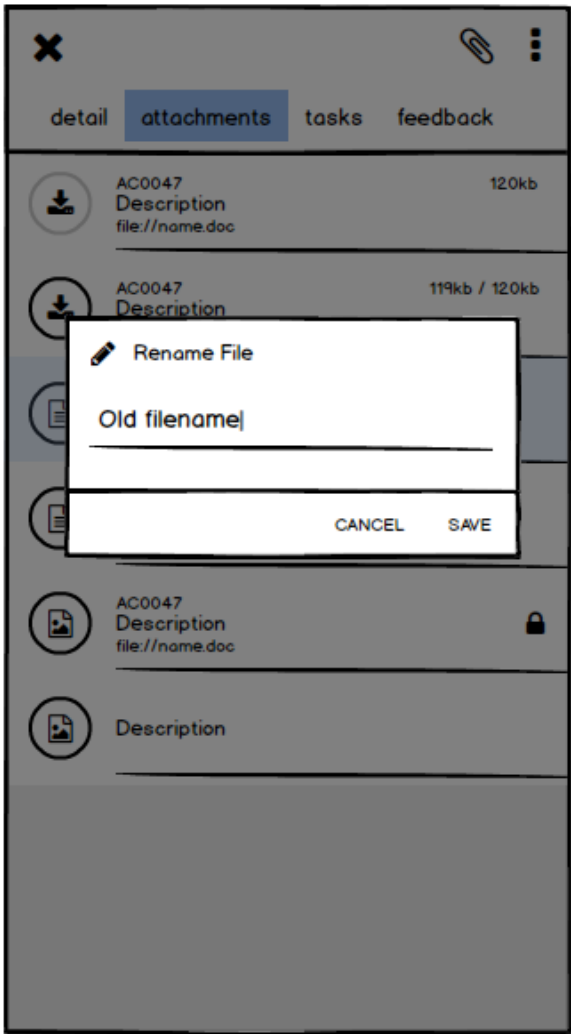 detail attachments tasks feedback
AC0047 120kb
Description
file://name.doc
AC0047 119kb / 120kb
Description
Rename File
Old filename
CANCEL SAVE
AC0047
Description
file://name.doc
Description